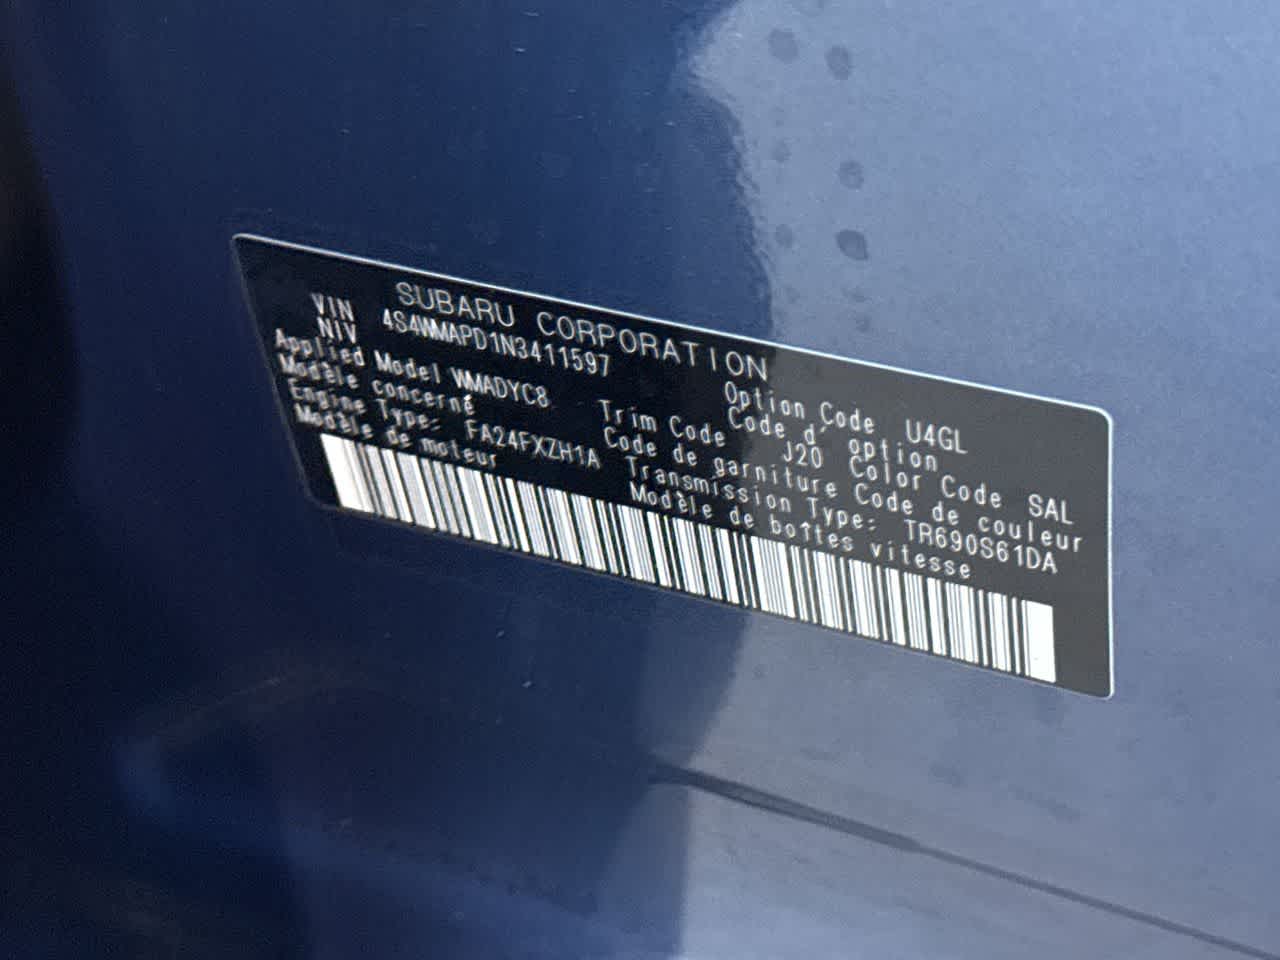 SUBARU CORPORATION
VIN
NIV 4S4WMAPD1N3411597
Option Code U4GL
Code d' option
Applied Model WMADYC8
Modèle concerné
Trim Code J20 Color Code SAL
Code de garniture Code de couleur
Engine Type: FA24FXZH1A
Modèle de moteur
Transmission Type: TR690S61DA
Modèle de boîtes vitesse